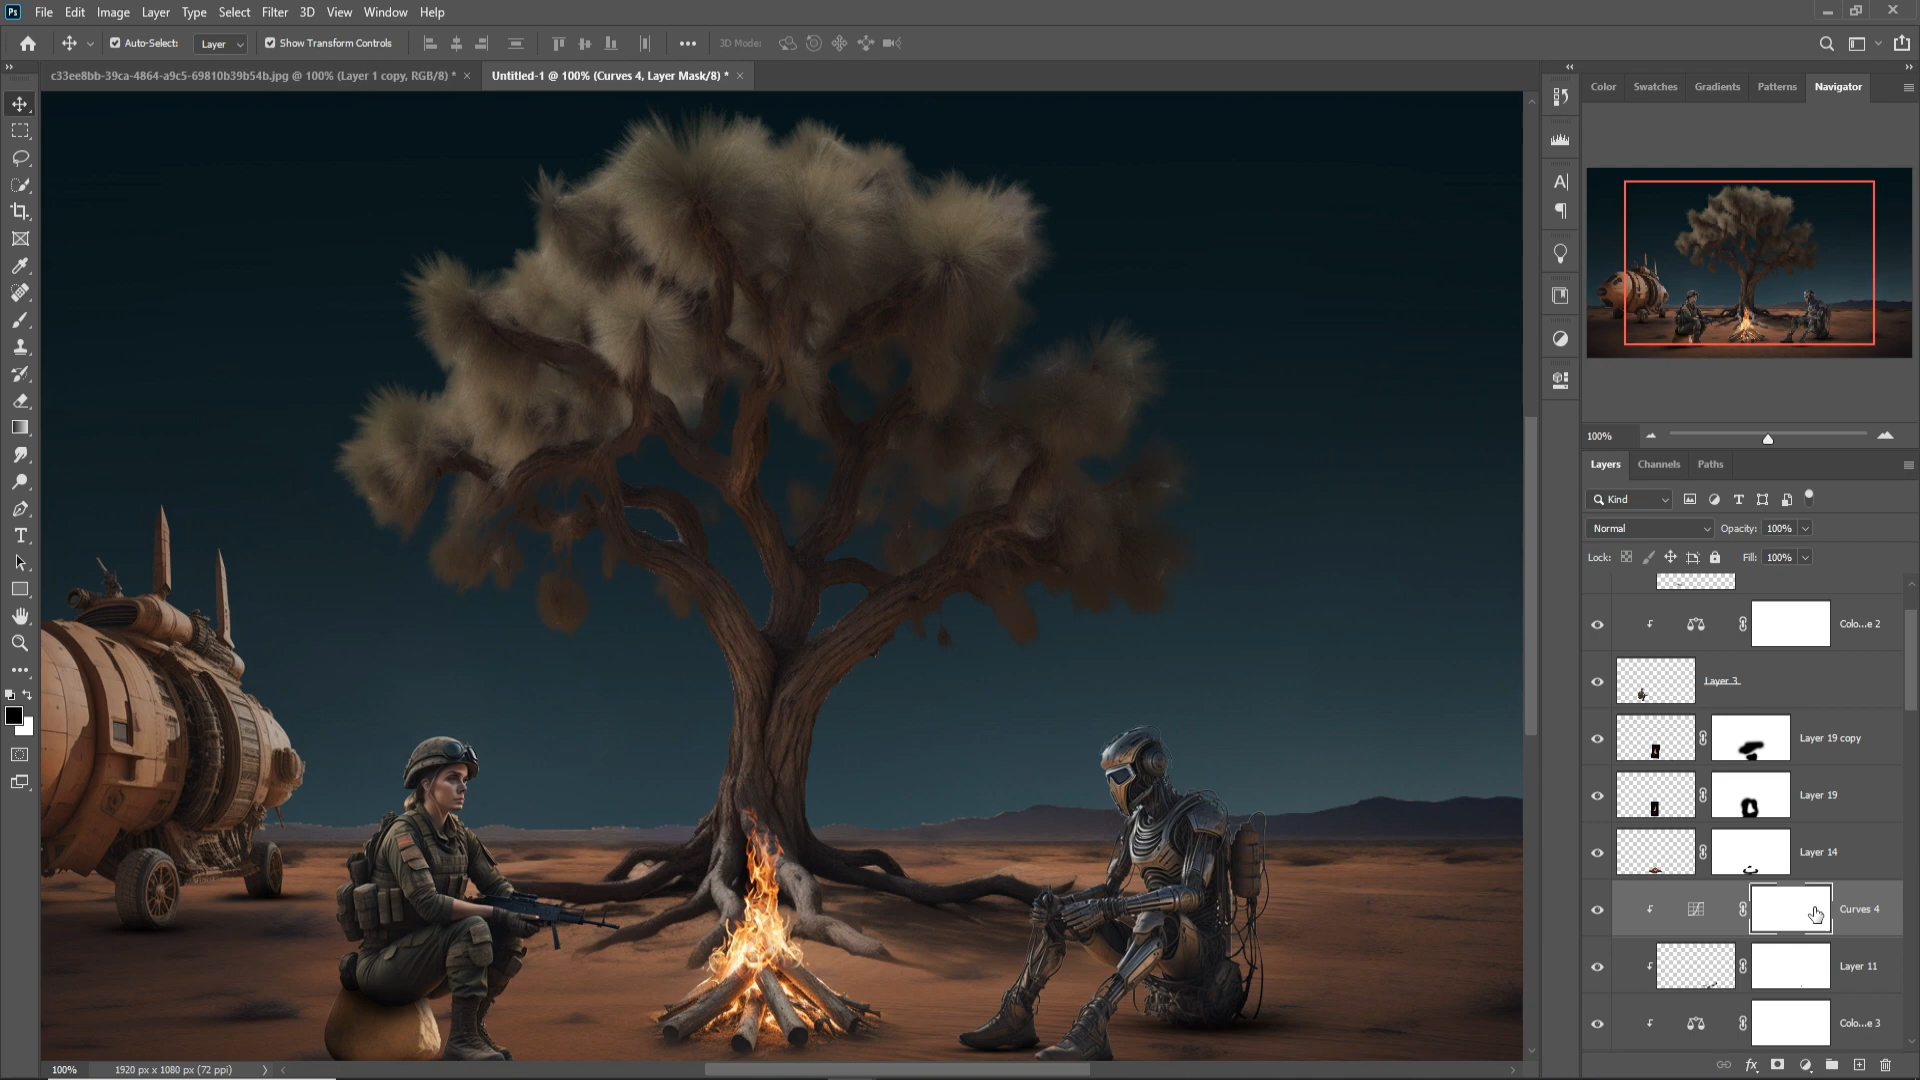 Ps File Edit Image Layer Type Select Filter 3D View Window Help
Auto-Select: Layer Show Transform Controls 3D Mode:
c33ee8bb-39ca-4864-a9c5-69810b39b54b.jpg @ 100% (Layer 1 copy, RGB/8) * × Untitled-1 @ 100% (Curves 4, Layer Mask/8) * ×
Color Swatches Gradients Patterns Navigator
100%
Layers Channels Paths
Kind
Normal Opacity: 100%
Lock: Fill: 100%
Colo...e 2
Layer 3
Layer 19 copy
Layer 19
Layer 14
Curves 4
Layer 11
Colo...e 3
100% 1920 px x 1080 px (72 ppi)